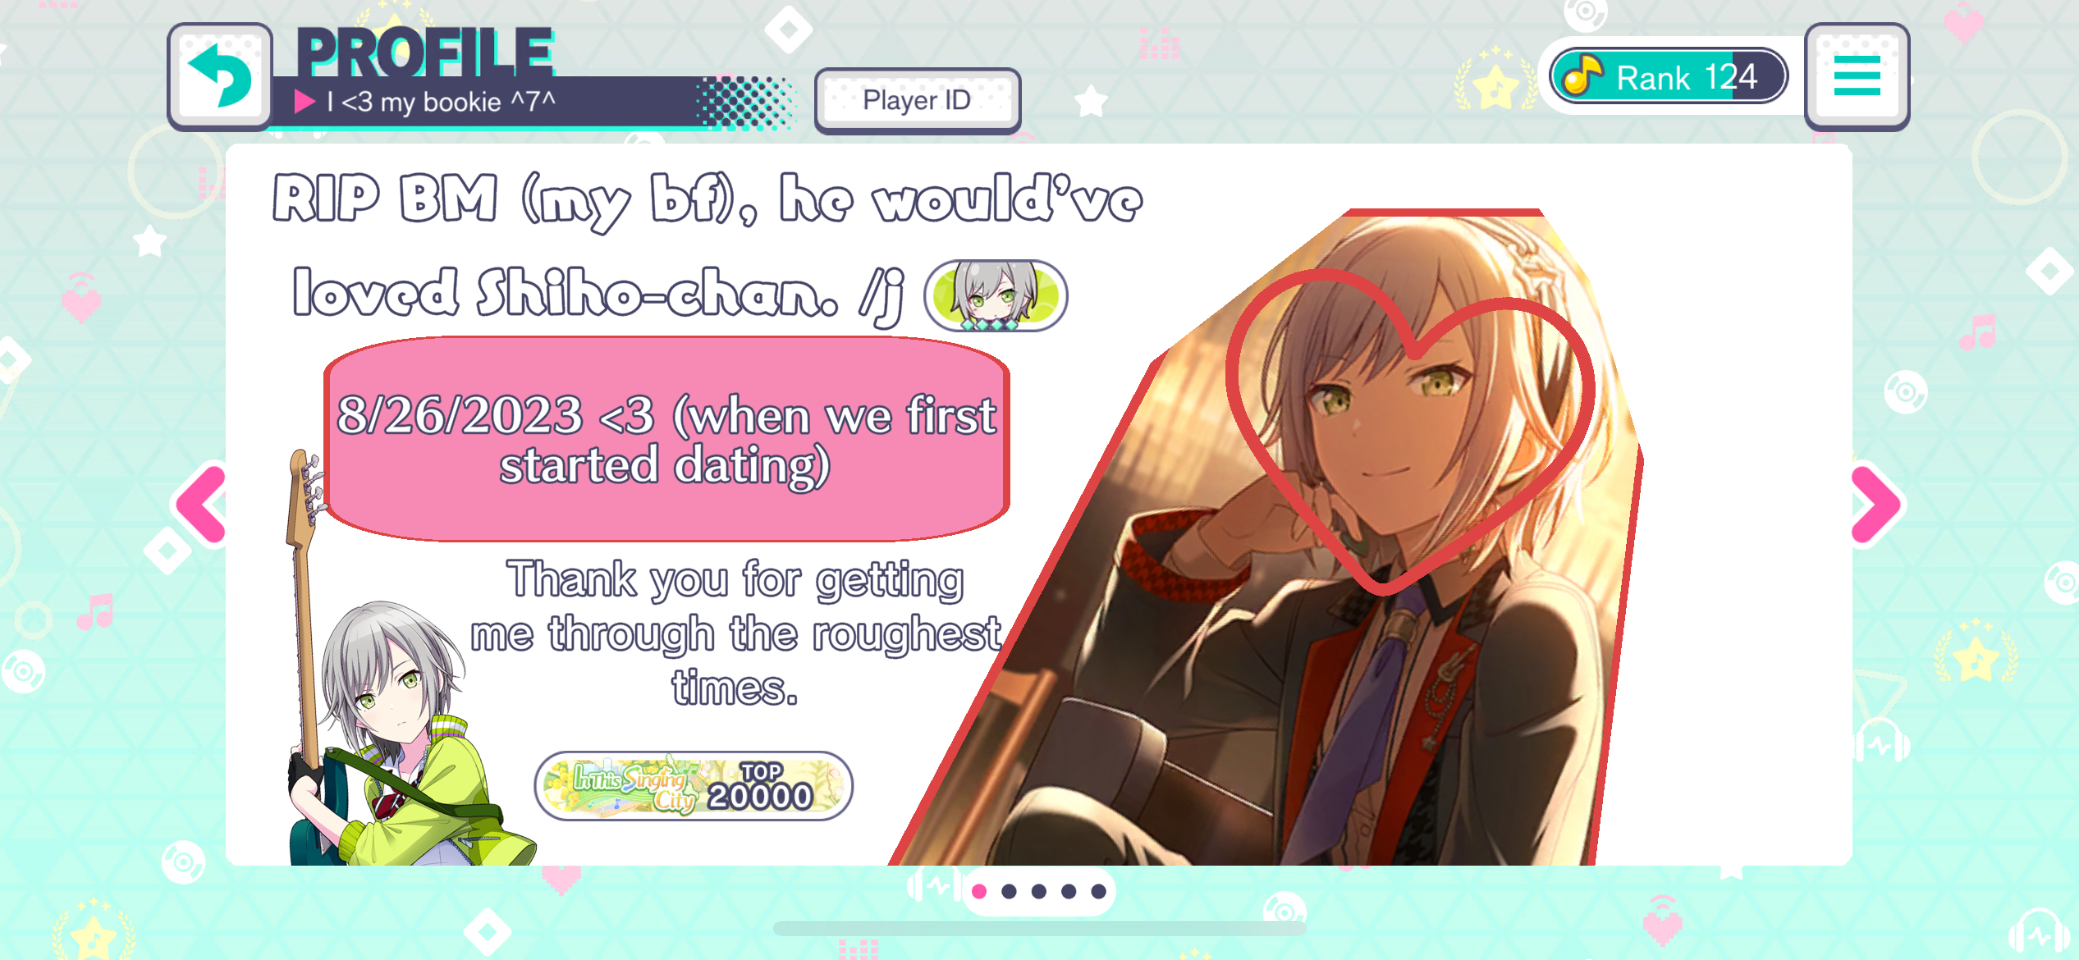 PROFILE
I <3 my bookie ^7^
Player ID
Rank 124
RIP BM (my bf), he would've
loved Shiho-chan. /j
8/26/2023 <3 (when we first
started dating)
Thank you for getting
me through the roughest
times.
In This Singing
City
TOP
20000